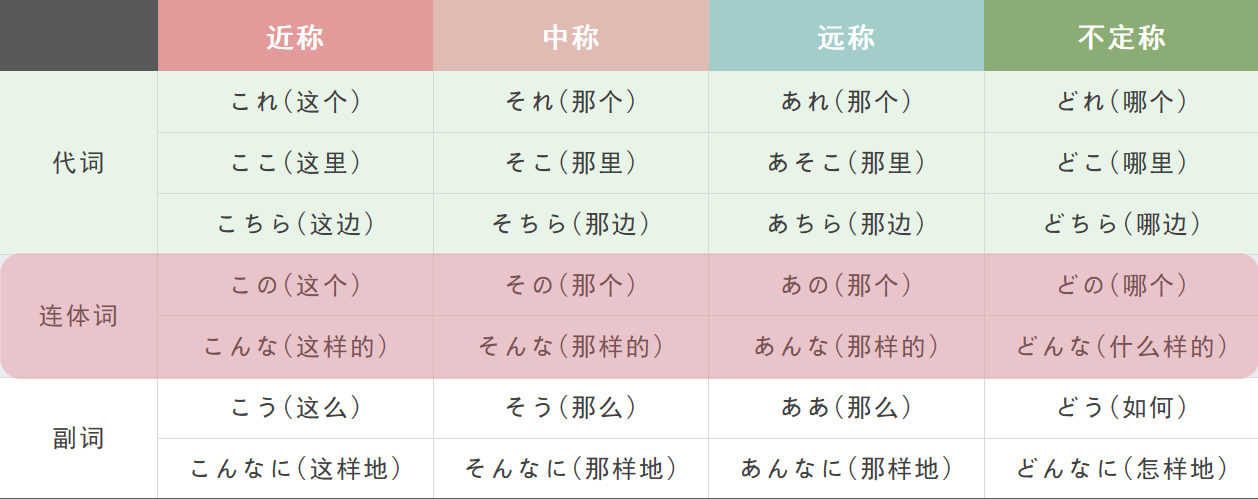 近称 中称 远称 不定称
代词
これ(这个) それ(那个) あれ(那个) どれ(哪个)
ここ(这里) そこ(那里) あそこ(那里) どこ(哪里)
こちら(这边) そちら(那边) あちら(那边) どちら(哪边)
连体词
この(这个) その(那个) あの(那个) どの(哪个)
こんな(这样的) そんな(那样的) あんな(那样的) どんな(什么样的)
副词
こう(这么) そう(那么) ああ(那么) どう(如何)
こんなに(这样地) そんなに(那样地) あんなに(那样地) どんなに(怎样地)